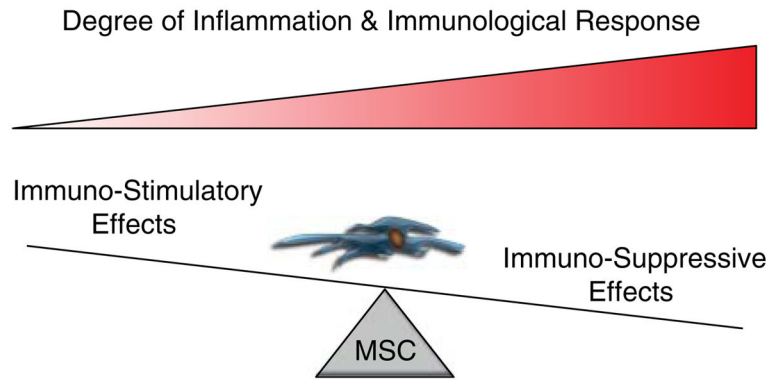 Degree of Inflammation & Immunological Response
Immuno-Stimulatory
Effects
Immuno-Suppressive
Effects
MSC